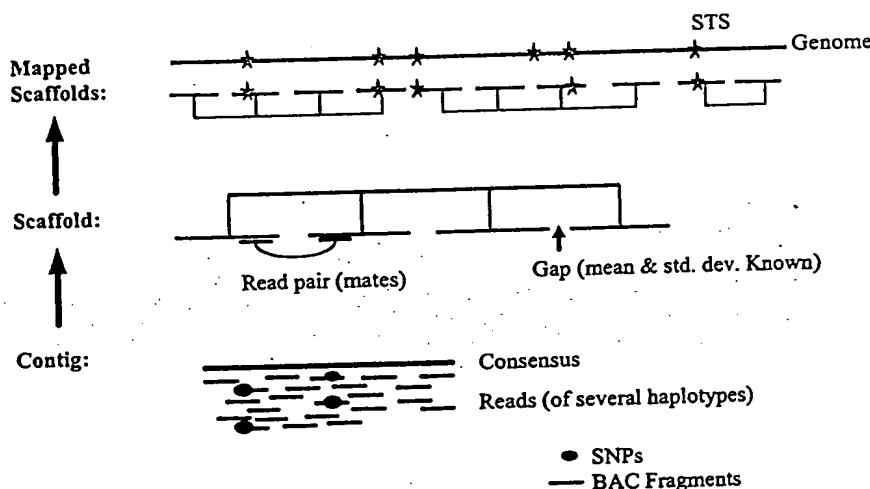 STS
Genome
Mapped
Scaffolds:
Scaffold:
Read pair (mates)
Gap (mean & std. dev. Known)
Contig:
Consensus
Reads (of several haplotypes)
SNPs
BAC Fragments